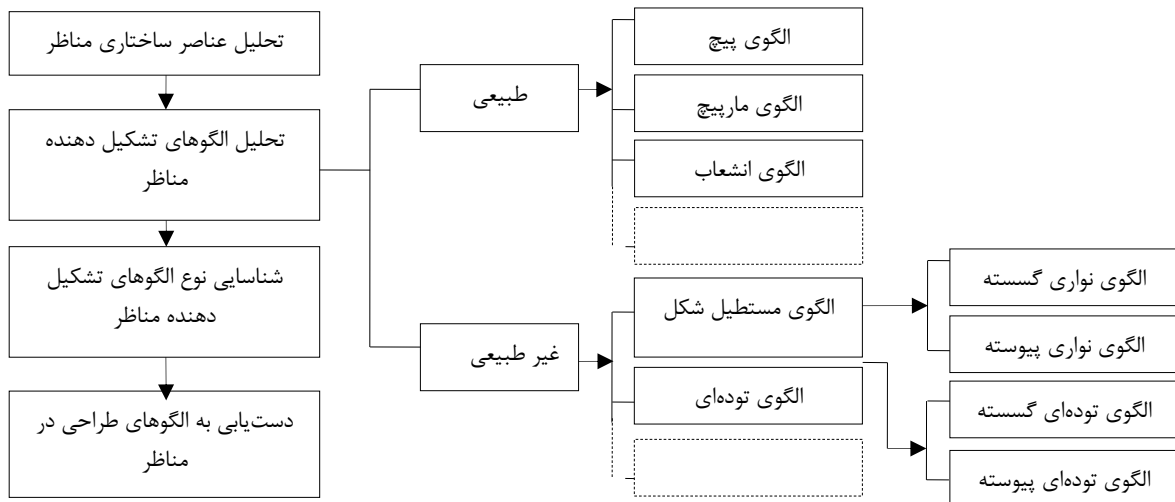 تحلیل عناصر ساختاری مناظر
تحلیل الگوهای تشکیل دهنده
مناظر
شناسایی نوع الگوهای تشکیل
دهنده مناظر
دست‌یابی به الگوهای طراحی در
مناظر
طبیعی
غیر طبیعی
الگوی پیچ
الگوی مارپیچ
الگوی انشعاب
الگوی مستطیل شکل
الگوی توده‌ای
الگوی نواری گسسته
الگوی نواری پیوسته
الگوی توده‌ای گسسته
الگوی توده‌ای پیوسته